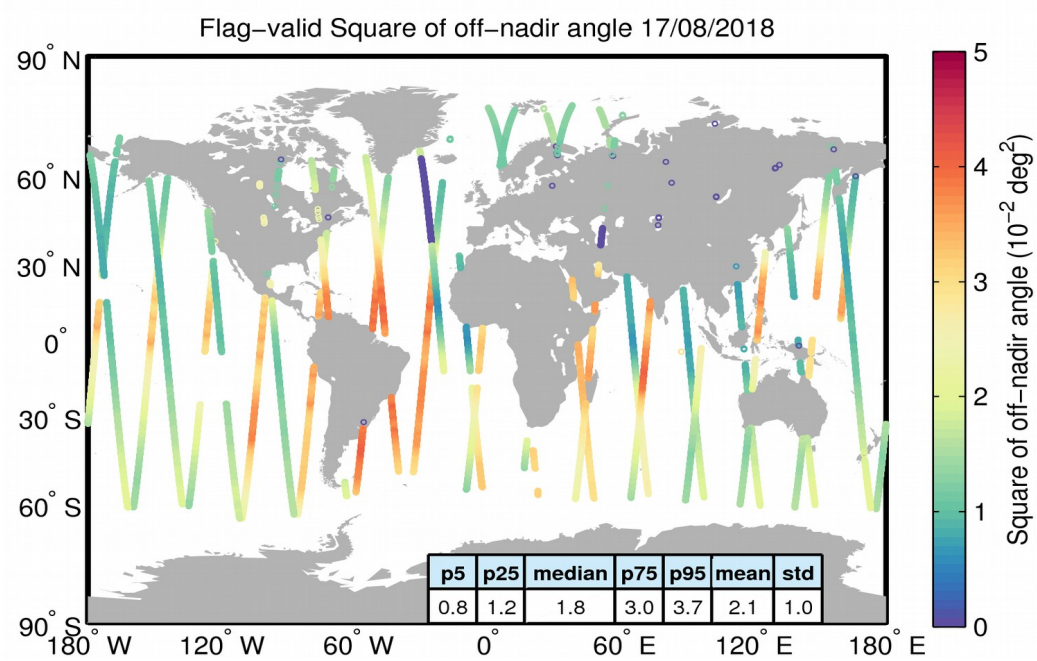 Flag−valid Square of off−nadir angle 17/08/2018
90° N
60° N
30° N
0°
30° S
60° S
90° S
180° W
120° W
60° W
0°
60° E
120° E
180° E
p5 p25 median p75 p95 mean std
0.8 1.2 1.8 3.0 3.7 2.1 1.0
5
4
3
2
1
0
Square of off−nadir angle (10⁻² deg²)